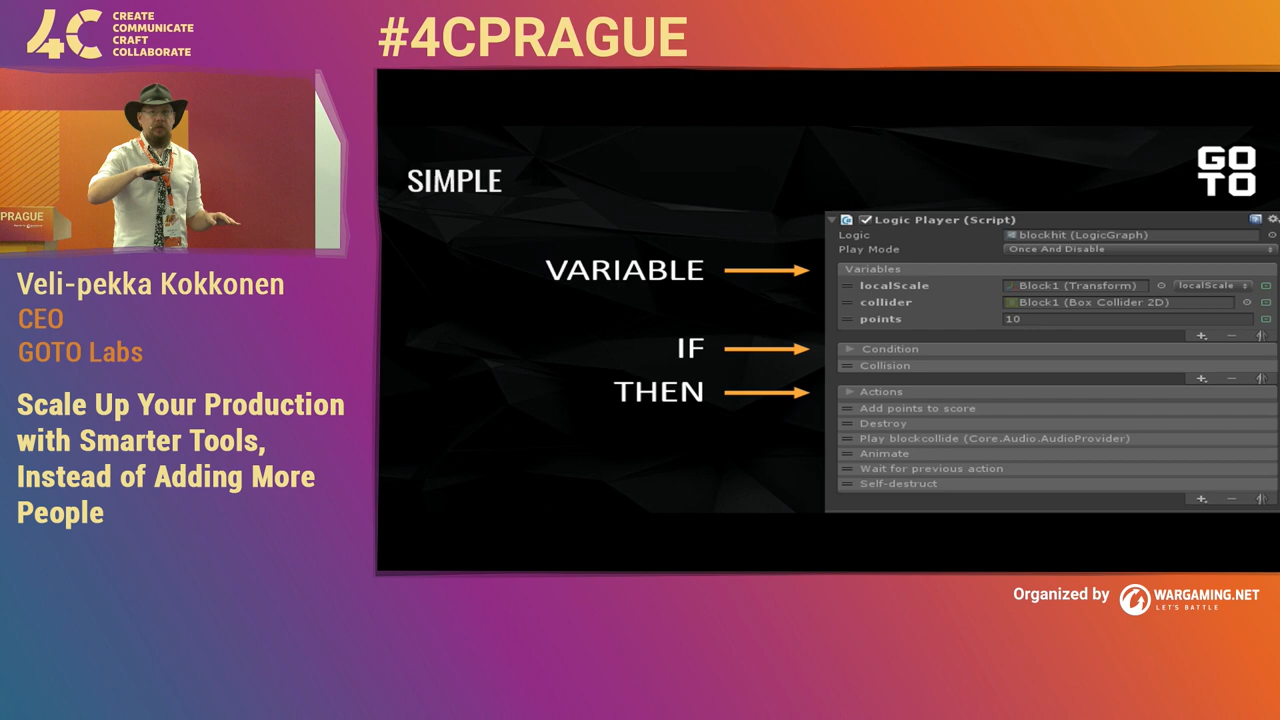 4C
CREATE
COMMUNICATE
CRAFT
COLLABORATE
#4CPRAGUE
PRAGUE
Veli-pekka Kokkonen
CEO
GOTO Labs
Scale Up Your Production
with Smarter Tools,
Instead of Adding More
People
SIMPLE
GO
TO
VARIABLE
IF
THEN
Logic Player (Script)
Logic blockhit (LogicGraph)
Play Mode Once And Disable
Variables
localScale Block1 (Transform) localScale
collider Block1 (Box Collider 2D)
points 10
Condition
Collision
Actions
Add points to score
Destroy
Play blockcollide (Core.Audio.AudioProvider)
Animate
Wait for previous action
Self-destruct
Organized by WARGAMING.NET
LET'S BATTLE